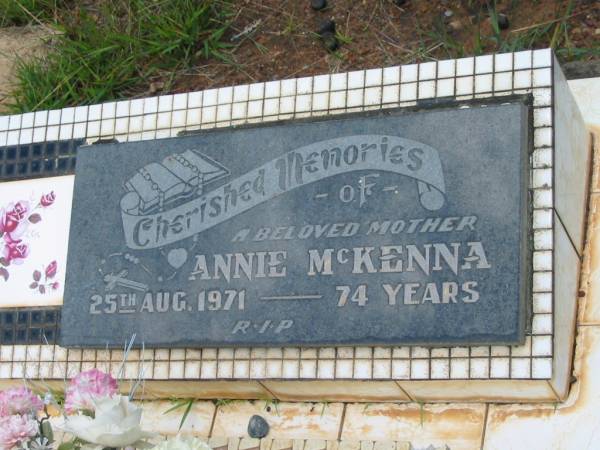 Cherished Memories
- OF -
A BELOVED MOTHER
ANNIE McKENNA
25TH AUG. 1971 — 74 YEARS
R·I·P